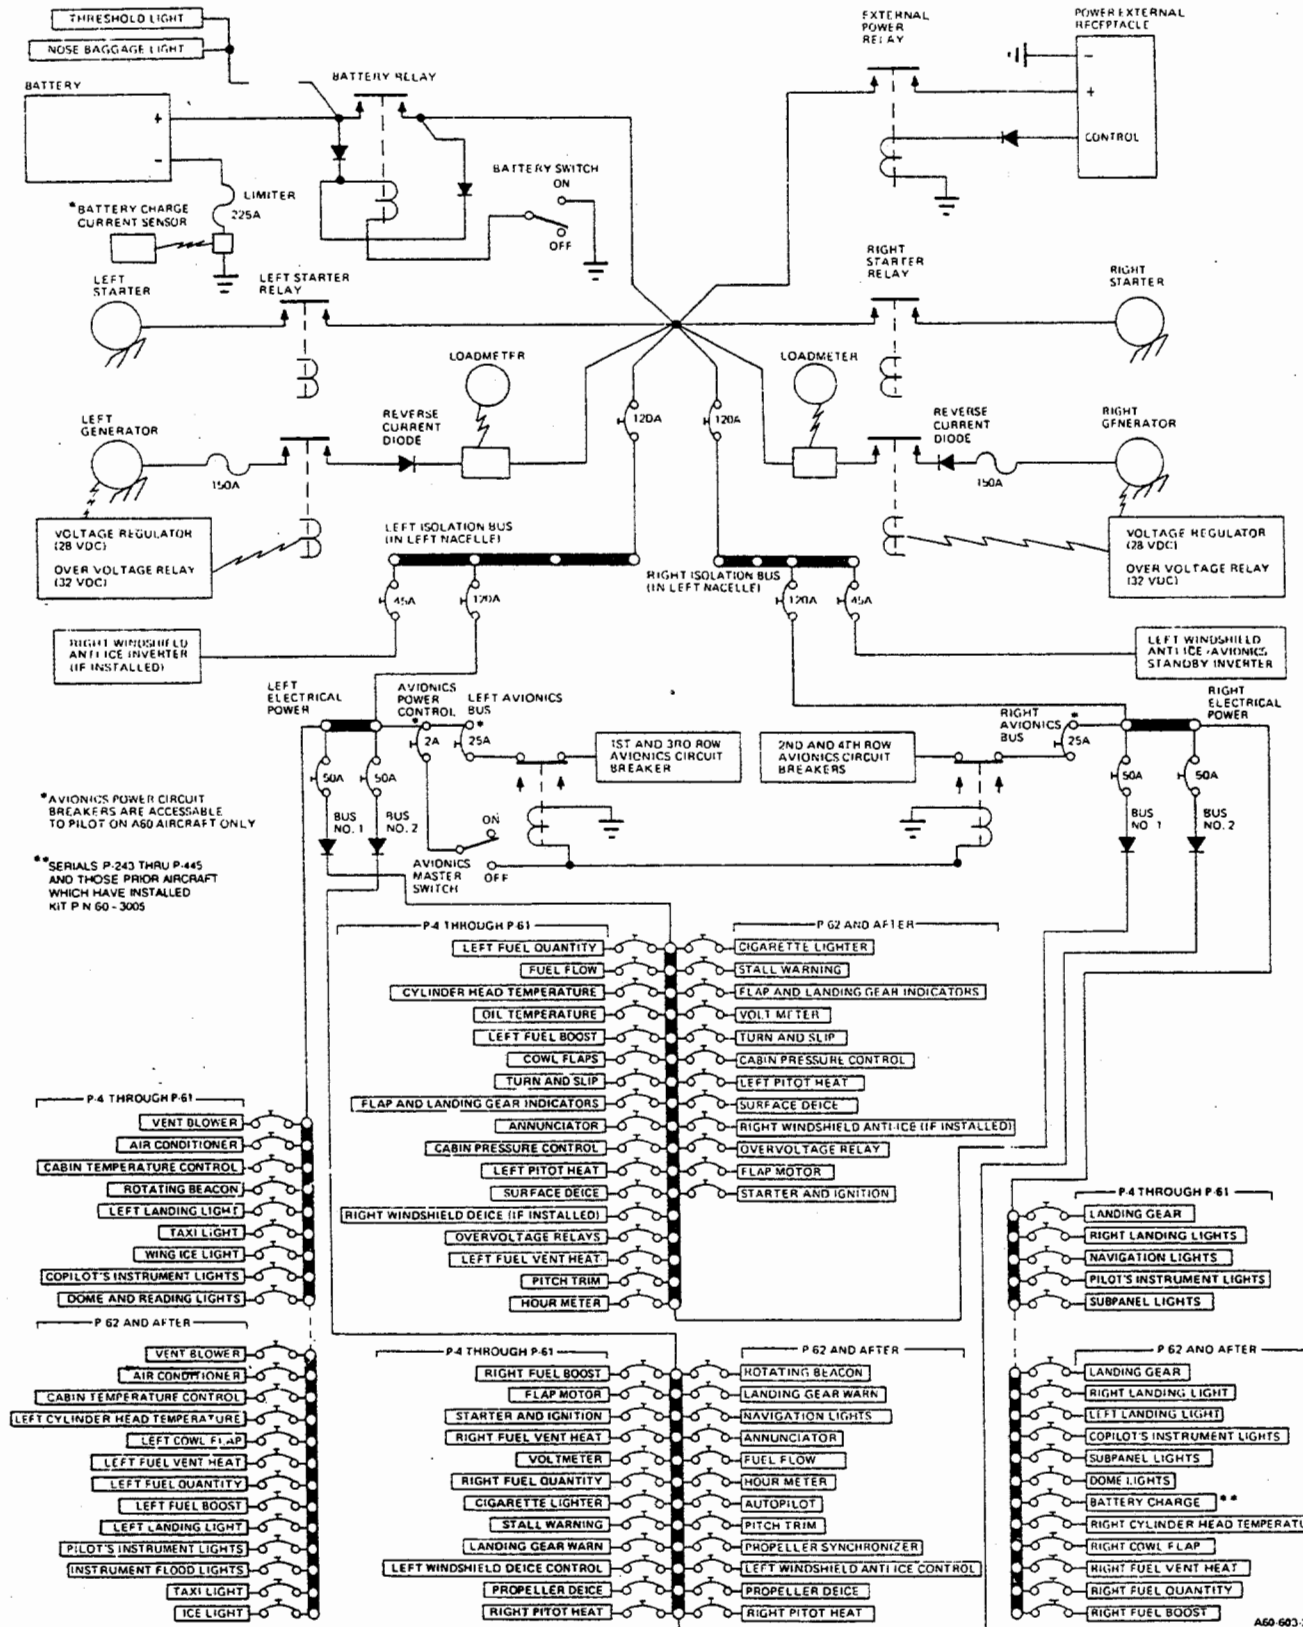 THRESHOLD LIGHT
NOSE BAGGAGE LIGHT
BATTERY
+
−
BATTERY RELAY
LIMITER
225A
*BATTERY CHARGE
CURRENT SENSOR
BATTERY SWITCH
ON
OFF
EXTERNAL
POWER
RELAY
POWER EXTERNAL
RECEPTACLE
−
+
CONTROL
LEFT
STARTER
LEFT STARTER
RELAY
RIGHT
STARTER
RELAY
RIGHT
STARTER
LOADMETER
LOADMETER
LEFT
GENERATOR
150A
REVERSE
CURRENT
DIODE
120A
120A
REVERSE
CURRENT
DIODE
150A
RIGHT
GENERATOR
VOLTAGE REGULATOR
(28 VDC)
OVER VOLTAGE RELAY
(32 VDC)
LEFT ISOLATION BUS
(IN LEFT NACELLE)
RIGHT ISOLATION BUS
(IN LEFT NACELLE)
VOLTAGE REGULATOR
(28 VDC)
OVER VOLTAGE RELAY
(32 VDC)
45A
120A
120A
45A
RIGHT WINDSHIELD
ANTI ICE INVERTER
(IF INSTALLED)
LEFT WINDSHIELD
ANTI ICE /AVIONICS
STANDBY INVERTER
LEFT
ELECTRICAL
POWER
AVIONICS
POWER
CONTROL
*
2A
LEFT AVIONICS
BUS
*
25A
1ST AND 3RD ROW
AVIONICS CIRCUIT
BREAKER
2ND AND 4TH ROW
AVIONICS CIRCUIT
BREAKERS
RIGHT
AVIONICS
BUS
*
25A
RIGHT
ELECTRICAL
POWER
50A
50A
50A
50A
BUS
NO. 1
BUS
NO. 2
BUS
NO 1
BUS
NO. 2
ON
AVIONICS
MASTER
SWITCH
OFF
*AVIONICS POWER CIRCUIT
BREAKERS ARE ACCESSABLE
TO PILOT ON A60 AIRCRAFT ONLY
**SERIALS P-243 THRU P-445
AND THOSE PRIOR AIRCRAFT
WHICH HAVE INSTALLED
KIT P N 60 - 3005
P-4 THROUGH P-61
LEFT FUEL QUANTITY
FUEL FLOW
CYLINDER HEAD TEMPERATURE
OIL TEMPERATURE
LEFT FUEL BOOST
COWL FLAPS
TURN AND SLIP
FLAP AND LANDING GEAR INDICATORS
ANNUNCIATOR
CABIN PRESSURE CONTROL
LEFT PITOT HEAT
SURFACE DEICE
RIGHT WINDSHIELD DEICE (IF INSTALLED)
OVERVOLTAGE RELAYS
LEFT FUEL VENT HEAT
PITCH TRIM
HOUR METER
P 62 AND AFTER
CIGARETTE LIGHTER
STALL WARNING
FLAP AND LANDING GEAR INDICATORS
VOLT METER
TURN AND SLIP
CABIN PRESSURE CONTROL
LEFT PITOT HEAT
SURFACE DEICE
RIGHT WINDSHIELD ANTI-ICE (IF INSTALLED)
OVERVOLTAGE RELAY
FLAP MOTOR
STARTER AND IGNITION
P-4 THROUGH P-61
VENT BLOWER
AIR CONDITIONER
CABIN TEMPERATURE CONTROL
ROTATING BEACON
LEFT LANDING LIGHT
TAXI LIGHT
WING ICE LIGHT
COPILOT'S INSTRUMENT LIGHTS
DOME AND READING LIGHTS
P 62 AND AFTER
VENT BLOWER
AIR CONDITIONER
CABIN TEMPERATURE CONTROL
LEFT CYLINDER HEAD TEMPERATURE
LEFT COWL FLAP
LEFT FUEL VENT HEAT
LEFT FUEL QUANTITY
LEFT FUEL BOOST
LEFT LANDING LIGHT
PILOT'S INSTRUMENT LIGHTS
INSTRUMENT FLOOD LIGHTS
TAXI LIGHT
ICE LIGHT
P-4 THROUGH P-61
RIGHT FUEL BOOST
FLAP MOTOR
STARTER AND IGNITION
RIGHT FUEL VENT HEAT
VOLTMETER
RIGHT FUEL QUANTITY
CIGARETTE LIGHTER
STALL WARNING
LANDING GEAR WARN
LEFT WINDSHIELD DEICE CONTROL
PROPELLER DEICE
RIGHT PITOT HEAT
P 62 AND AFTER
ROTATING BEACON
LANDING GEAR WARN
NAVIGATION LIGHTS
ANNUNCIATOR
FUEL FLOW
HOUR METER
AUTOPILOT
PITCH TRIM
PROPELLER SYNCHRONIZER
LEFT WINDSHIELD ANTI ICE CONTROL
PROPELLER DEICE
RIGHT PITOT HEAT
P-4 THROUGH P-61
LANDING GEAR
RIGHT LANDING LIGHTS
NAVIGATION LIGHTS
PILOT'S INSTRUMENT LIGHTS
SUBPANEL LIGHTS
P 62 AND AFTER
LANDING GEAR
RIGHT LANDING LIGHT
LEFT LANDING LIGHT
COPILOT'S INSTRUMENT LIGHTS
SUBPANEL LIGHTS
DOME LIGHTS
BATTERY CHARGE **
RIGHT CYLINDER HEAD TEMPERATU
RIGHT COWL FLAP
RIGHT FUEL VENT HEAT
RIGHT FUEL QUANTITY
RIGHT FUEL BOOST
A60-603-